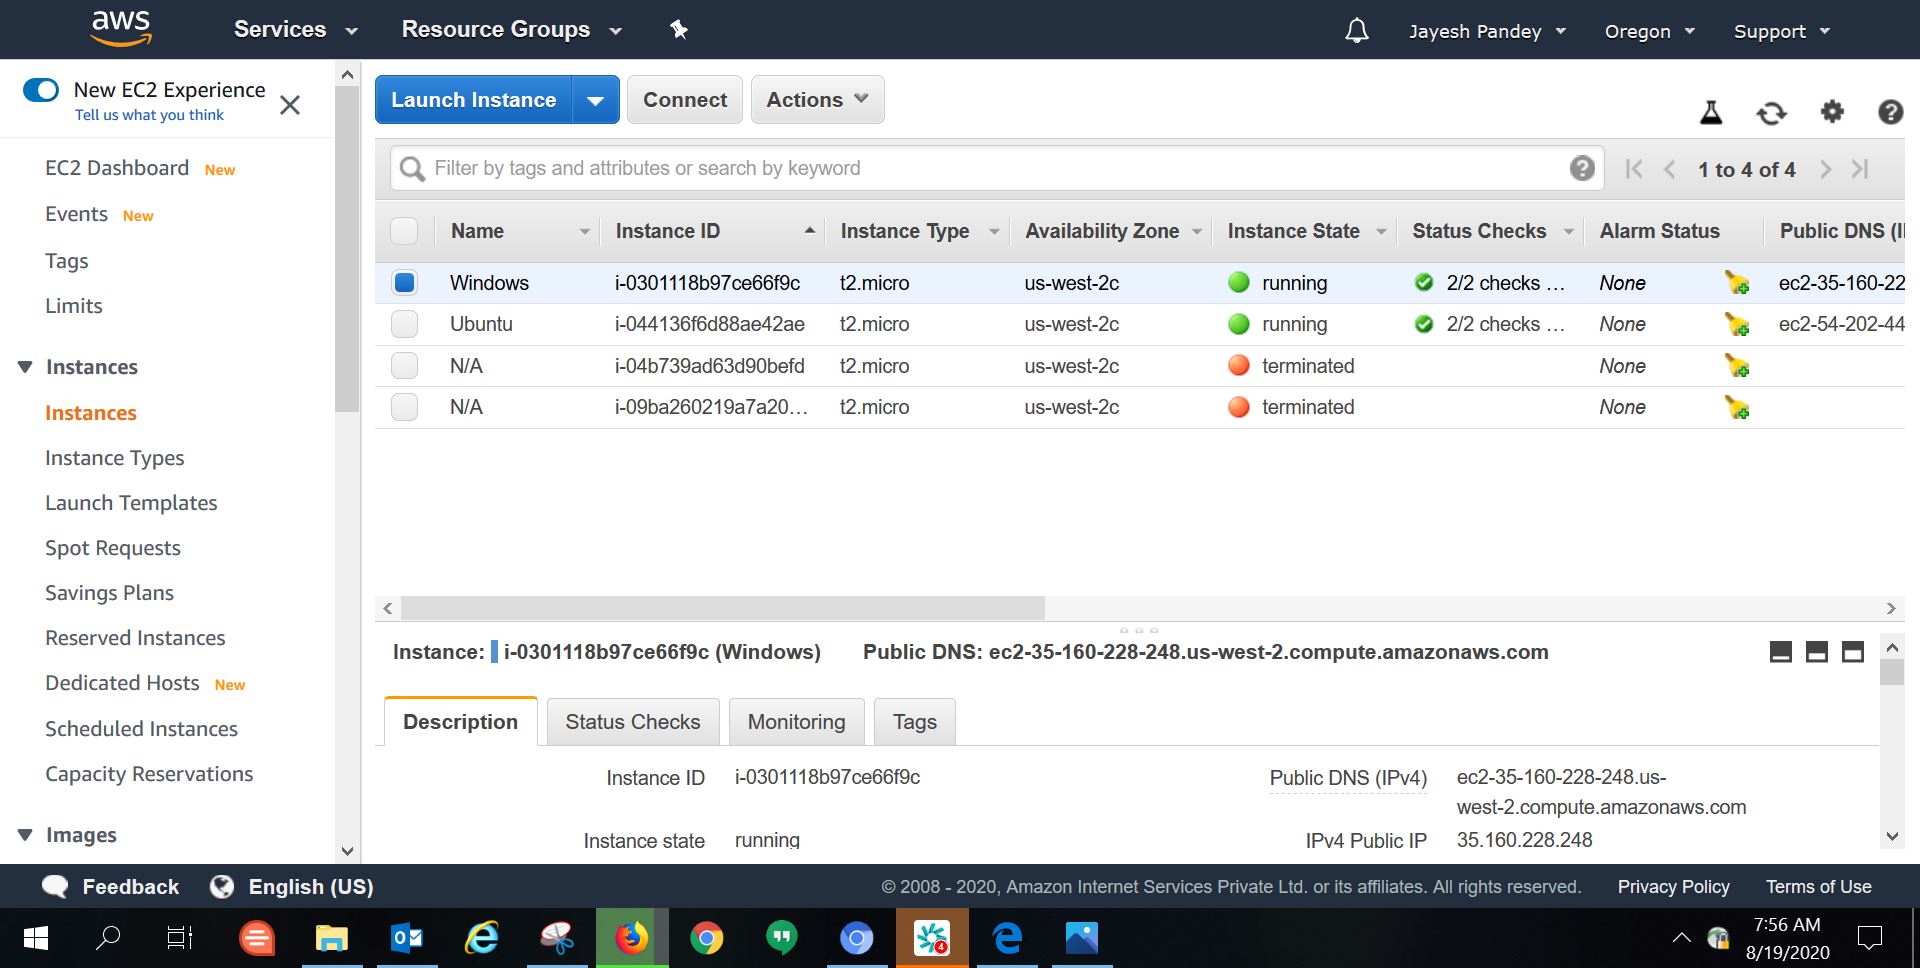 aws Services Resource Groups Jayesh Pandey Oregon Support
New EC2 Experience
Tell us what you think
EC2 Dashboard New
Events New
Tags
Limits
Instances
Instances
Instance Types
Launch Templates
Spot Requests
Savings Plans
Reserved Instances
Dedicated Hosts New
Scheduled Instances
Capacity Reservations
Images
Launch Instance Connect Actions
Filter by tags and attributes or search by keyword 1 to 4 of 4
Name Instance ID Instance Type Availability Zone Instance State Status Checks Alarm Status Public DNS (I
Windows i-0301118b97ce66f9c t2.micro us-west-2c running 2/2 checks ... None ec2-35-160-22
Ubuntu i-044136f6d88ae42ae t2.micro us-west-2c running 2/2 checks ... None ec2-54-202-44
N/A i-04b739ad63d90befd t2.micro us-west-2c terminated None
N/A i-09ba260219a7a20... t2.micro us-west-2c terminated None
Instance: i-0301118b97ce66f9c (Windows) Public DNS: ec2-35-160-228-248.us-west-2.compute.amazonaws.com
Description Status Checks Monitoring Tags
Instance ID i-0301118b97ce66f9c Public DNS (IPv4) ec2-35-160-228-248.us-
west-2.compute.amazonaws.com
Instance state running IPv4 Public IP 35.160.228.248
Feedback English (US) © 2008 - 2020, Amazon Internet Services Private Ltd. or its affiliates. All rights reserved. Privacy Policy Terms of Use
4
7:56 AM
8/19/2020